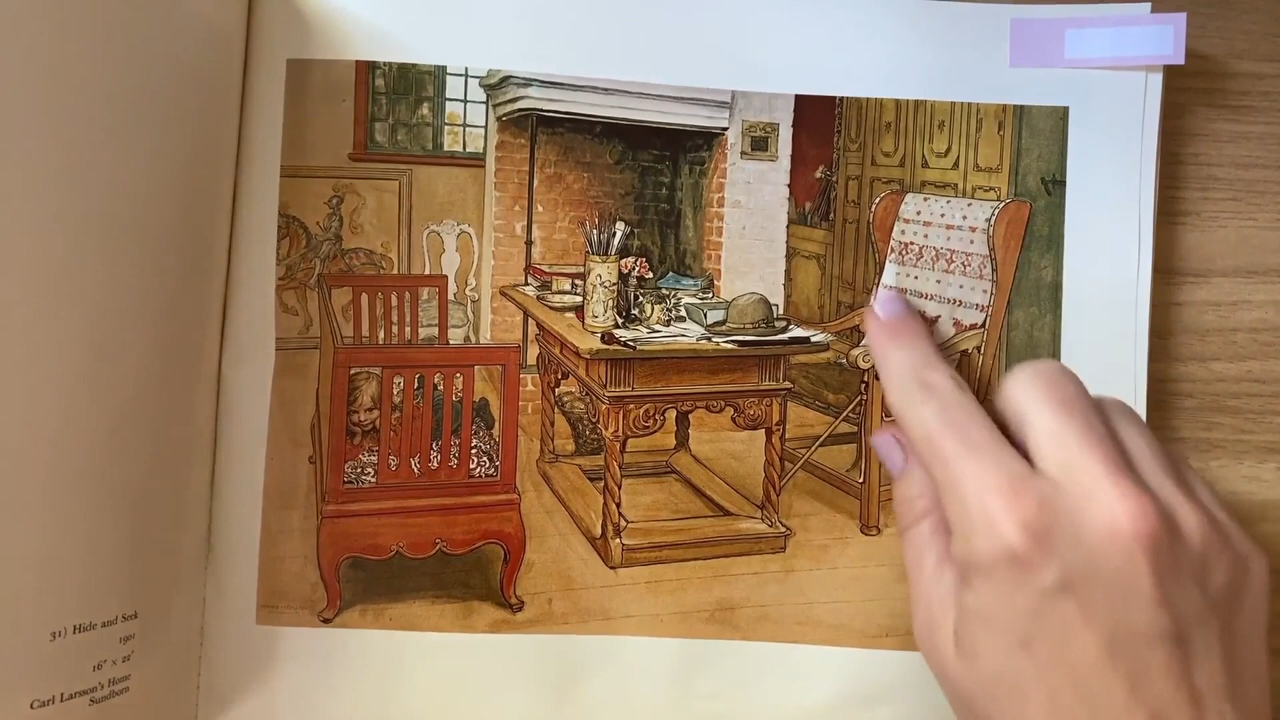 31) Hide and Seek
1901
16" × 22"
Carl Larsson's Home
Sundborn